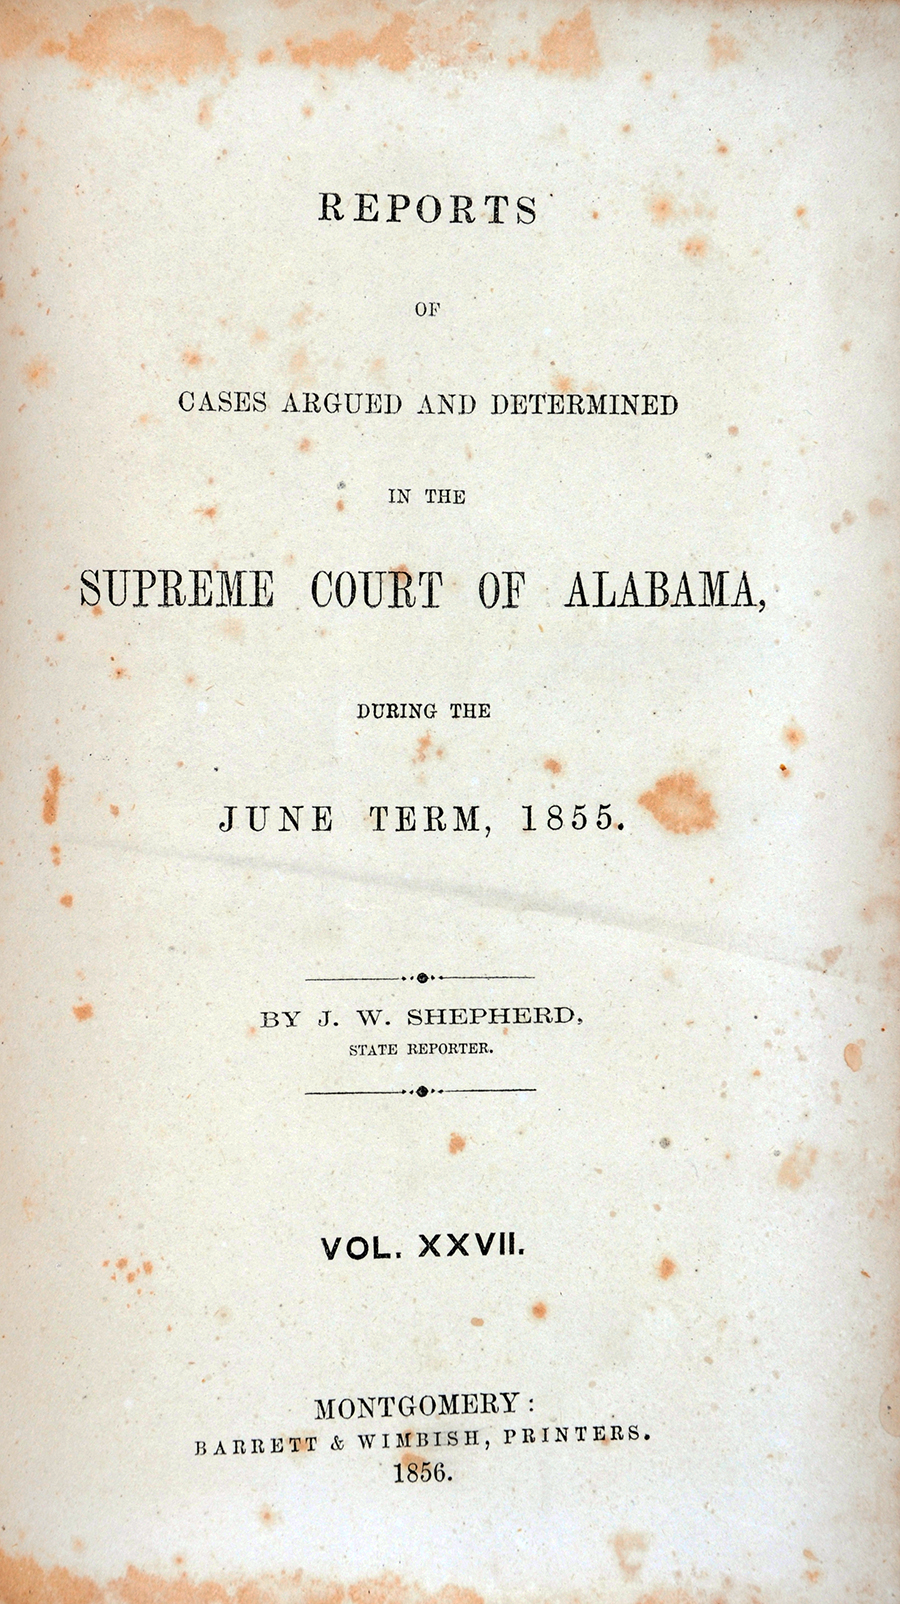 REPORTS
OF
CASES ARGUED AND DETERMINED
IN THE
SUPREME COURT OF ALABAMA,
DURING THE
JUNE TERM, 1855.
BY J. W. SHEPHERD,
STATE REPORTER.
VOL. XXVII.
MONTGOMERY:
BARRETT & WIMBISH, PRINTERS.
1856.